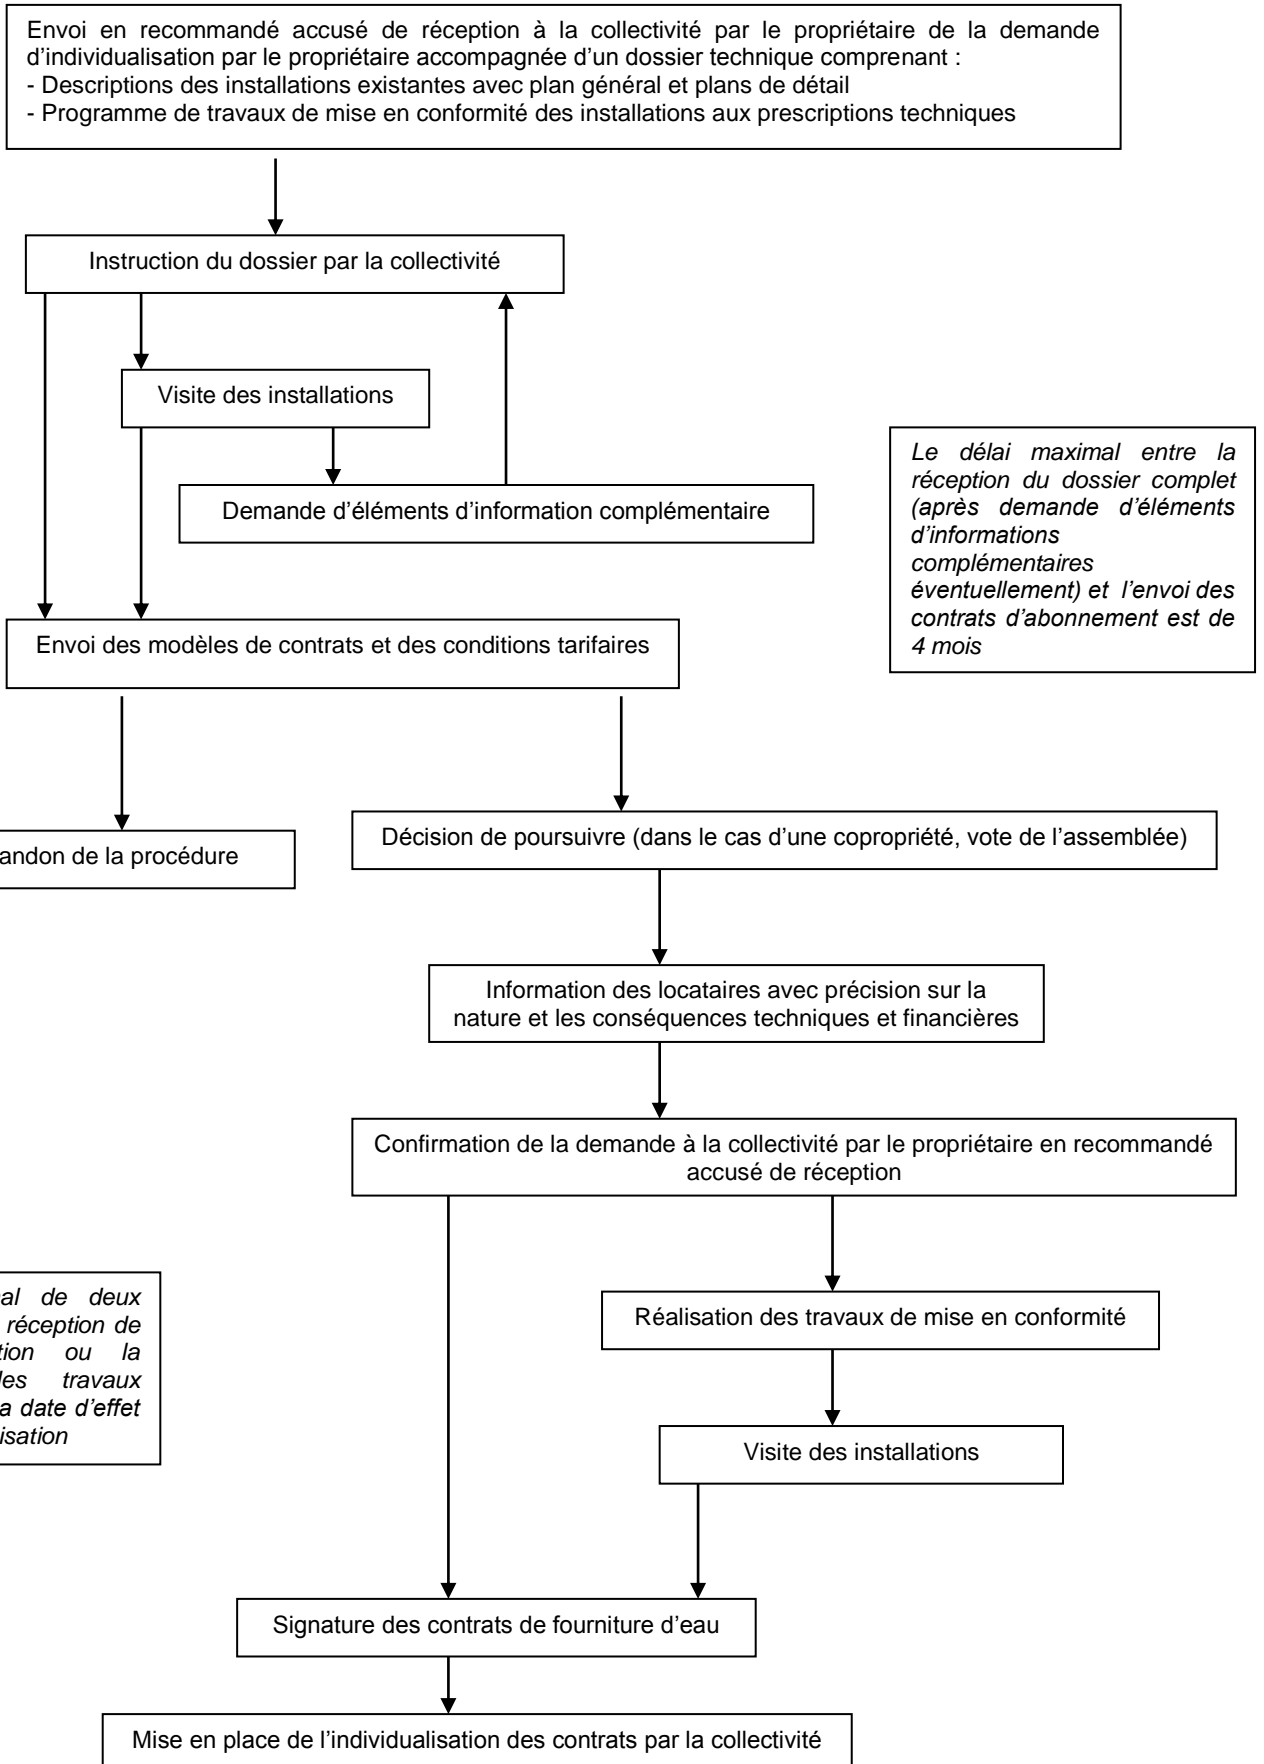 Envoi en recommandé accusé de réception à la collectivité par le propriétaire de la demande
d’individualisation par le propriétaire accompagnée d’un dossier technique comprenant :
- Descriptions des installations existantes avec plan général et plans de détail
- Programme de travaux de mise en conformité des installations aux prescriptions techniques
Instruction du dossier par la collectivité
Visite des installations
Demande d’éléments d’information complémentaire
Le délai maximal entre la
réception du dossier complet
(après demande d’éléments
d’informations
complémentaires
éventuellement) et l’envoi des
contrats d’abonnement est de
4 mois
Envoi des modèles de contrats et des conditions tarifaires
Décision de poursuivre (dans le cas d’une copropriété, vote de l’assemblée)
de la procédure
Information des locataires avec précision sur la
nature et les conséquences techniques et financières
Confirmation de la demande à la collectivité par le propriétaire en recommandé
accusé de réception
de deux
réception de
ou la
travaux
date d’effet
Réalisation des travaux de mise en conformité
Visite des installations
Signature des contrats de fourniture d’eau
Mise en place de l’individualisation des contrats par la collectivité